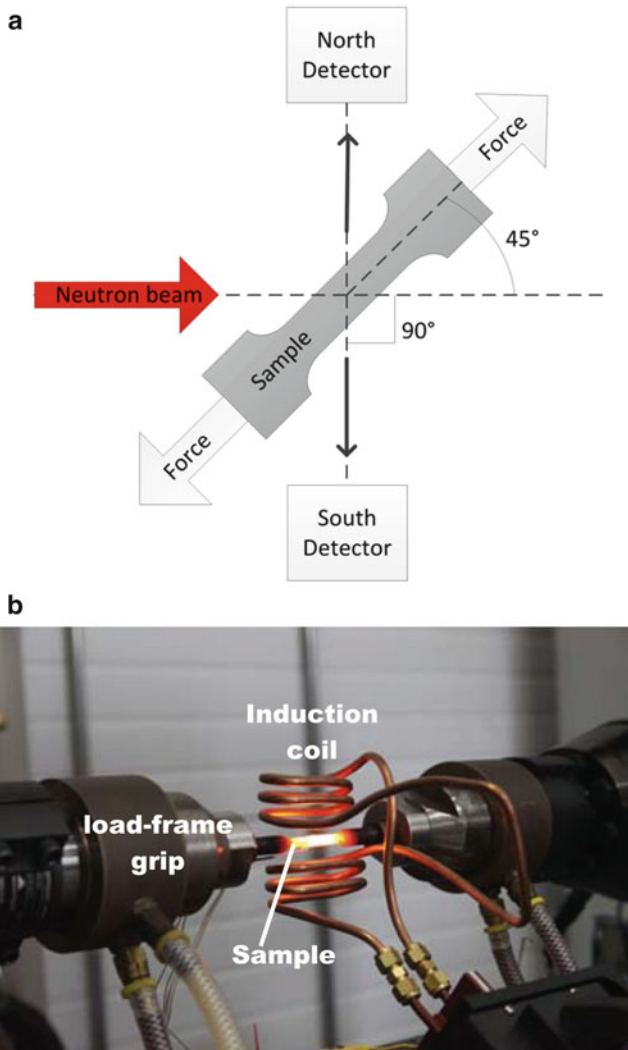 a
North
Detector
Force
45°
Neutron beam
90°
Sample
Force
South
Detector
b
Induction
coil
load-frame
grip
Sample